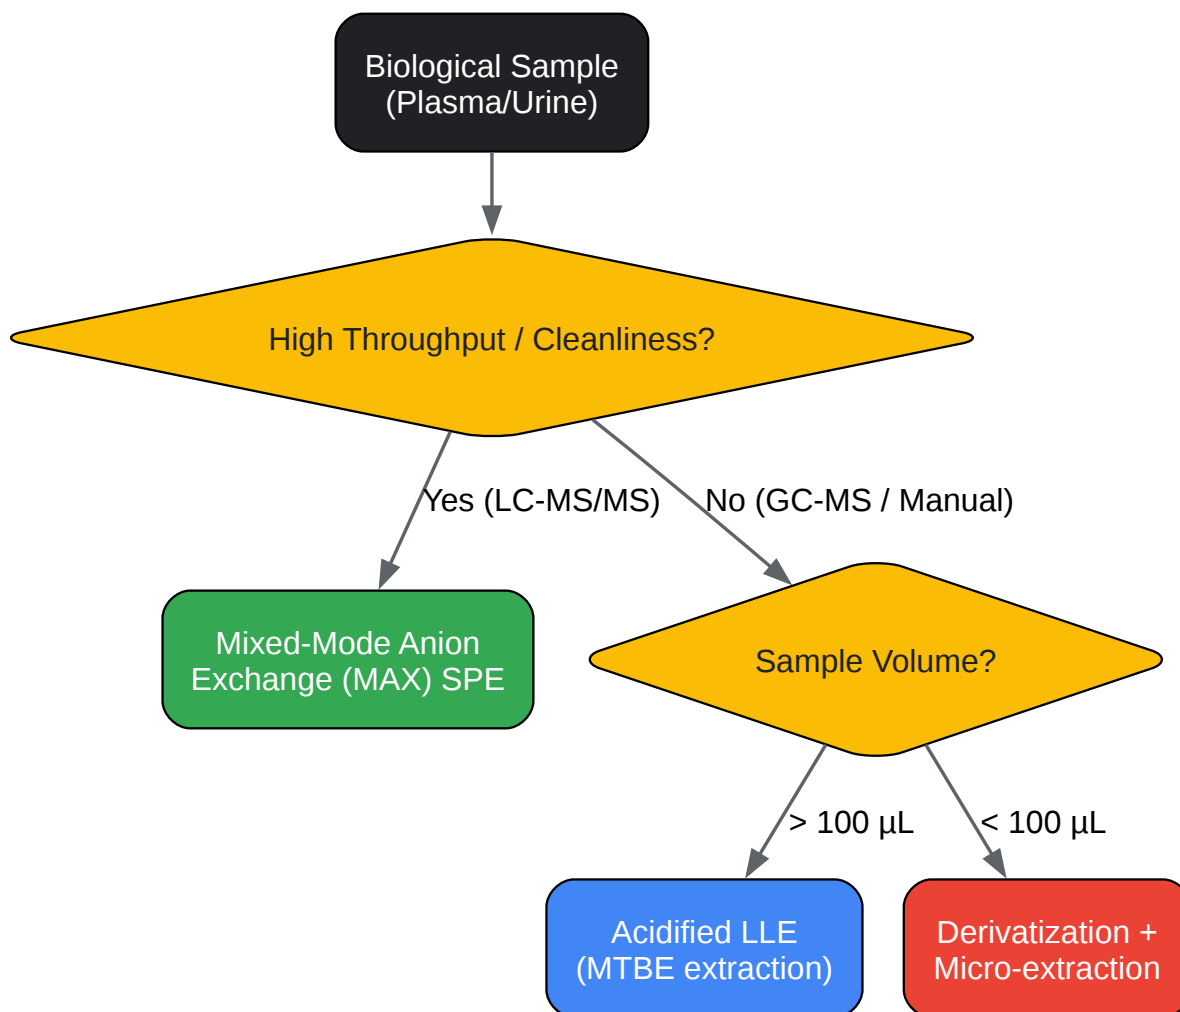 Biological Sample
(Plasma/Urine)
High Throughput / Cleanliness?
Yes (LC-MS/MS)
No (GC-MS / Manual)
Mixed-Mode Anion
Exchange (MAX) SPE
Sample Volume?
> 100 µL
< 100 µL
Acidified LLE
(MTBE extraction)
Derivatization +
Micro-extraction